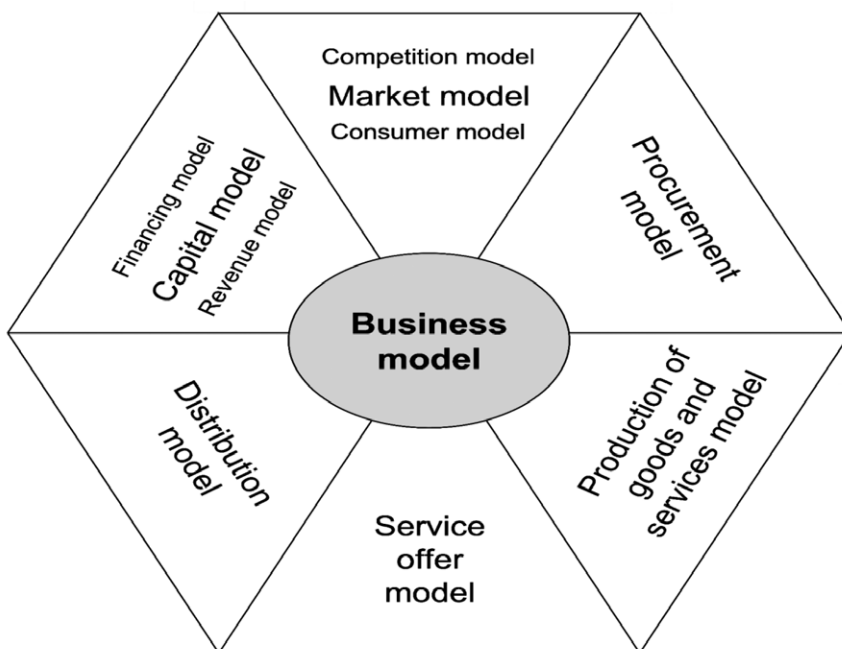 Competition model
Market model
Consumer model
Financing model
Capital model
Revenue model
Procurement
model
Business
model
Distribution
model
Production of
goods and
services model
Service
offer
model